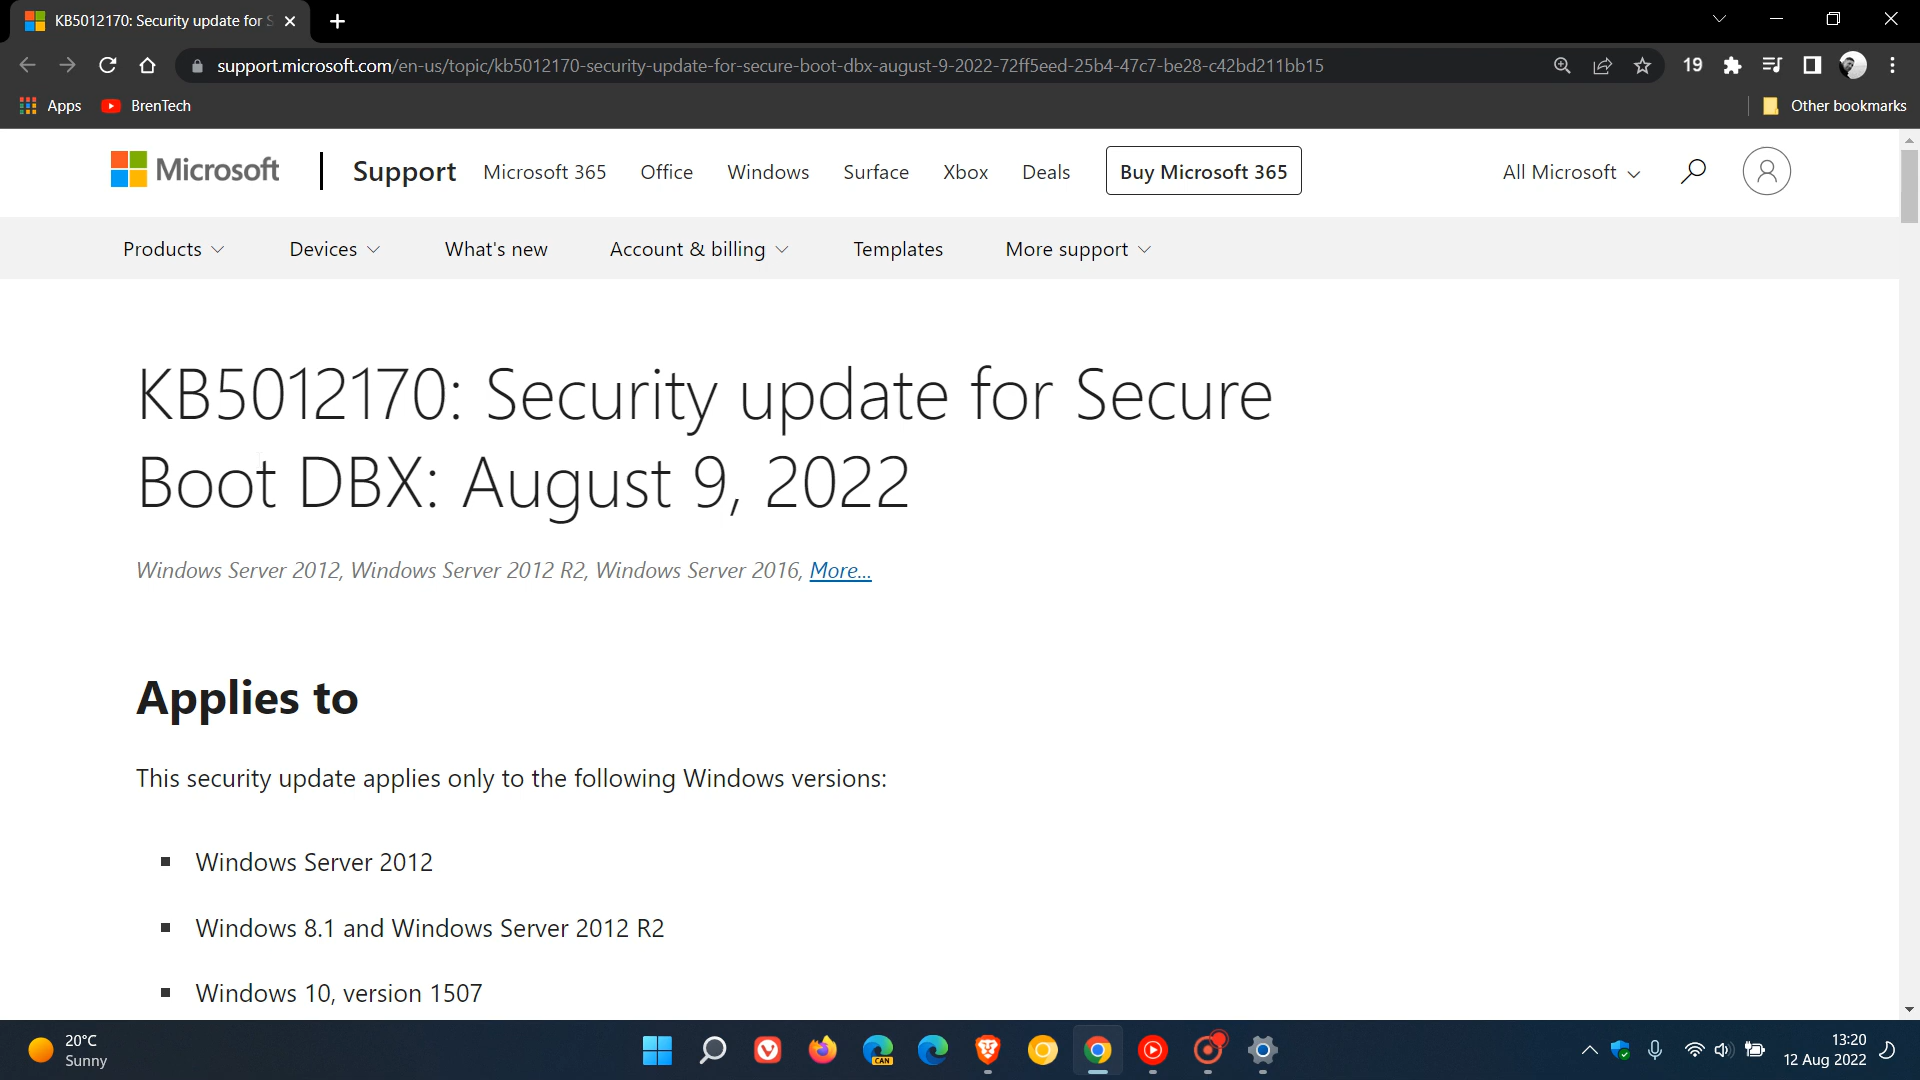 KB5012170: Security update for S
support.microsoft.com/en-us/topic/kb5012170-security-update-for-secure-boot-dbx-august-9-2022-72ff5eed-25b4-47c7-be28-c42bd211bb15
19
Apps
BrenTech
Other bookmarks
Microsoft
Support
Microsoft 365
Office
Windows
Surface
Xbox
Deals
Buy Microsoft 365
All Microsoft
Products
Devices
What's new
Account & billing
Templates
More support
KB5012170: Security update for Secure
Boot DBX: August 9, 2022
Windows Server 2012, Windows Server 2012 R2, Windows Server 2016, More...
Applies to
This security update applies only to the following Windows versions:
▪ Windows Server 2012
▪ Windows 8.1 and Windows Server 2012 R2
▪ Windows 10, version 1507
20°C
Sunny
CAN
13:20
12 Aug 2022